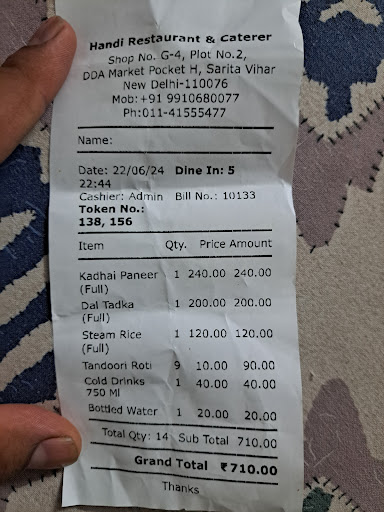 Handi Restaurant & Caterer
Shop No. G-4, Plot No.2,
DDA Market Pocket H, Sarita Vihar
New Delhi-110076
Mob:+91 9910680077
Ph:011-41555477
Name:
Date: 22/06/24 Dine In: 5
22:44
Cashier: Admin Bill No.: 10133
Token No.:
138, 156
Item Qty. Price Amount
Kadhai Paneer 1 240.00 240.00
(Full)
Dal Tadka 1 200.00 200.00
(Full)
Steam Rice 1 120.00 120.00
(Full)
Tandoori Roti 9 10.00 90.00
Cold Drinks 1 40.00 40.00
750 Ml
Bottled Water 1 20.00 20.00
Total Qty: 14 Sub Total 710.00
Grand Total ₹710.00
Thanks